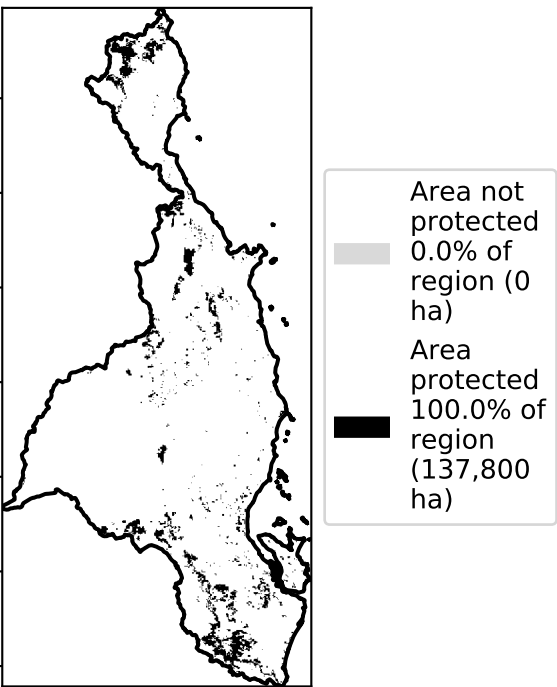 Area not
protected
0.0% of
region (0
ha)
Area
protected
100.0% of
region
(137,800
ha)